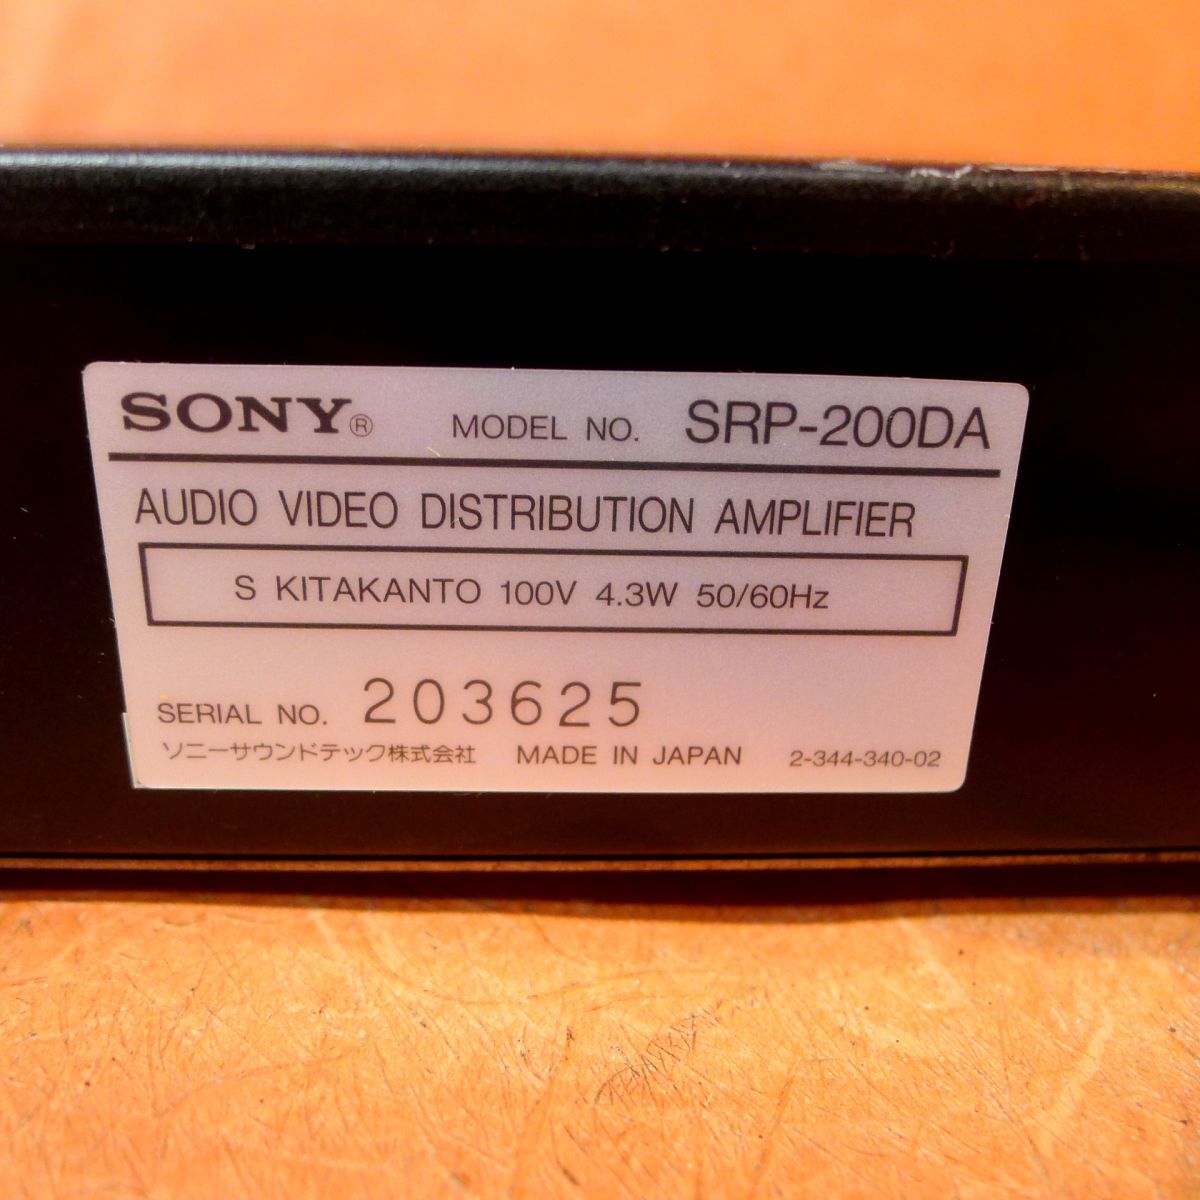 SONY® MODEL NO. SRP-200DA
AUDIO VIDEO DISTRIBUTION AMPLIFIER
S KITAKANTO 100V 4.3W 50/60Hz
SERIAL NO. 203625
ソニーサウンドテック株式会社 MADE IN JAPAN 2-344-340-02